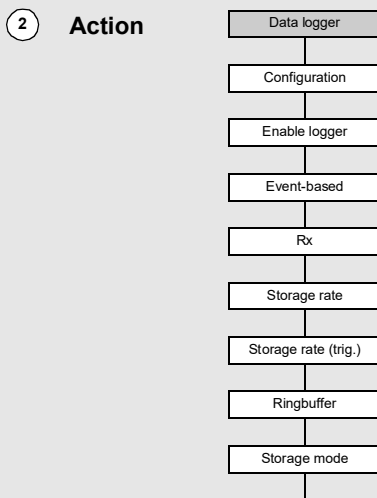 2 Action
Data logger
Configuration
Enable logger
Event-based
Rx
Storage rate
Storage rate (trig.)
Ringbuffer
Storage mode